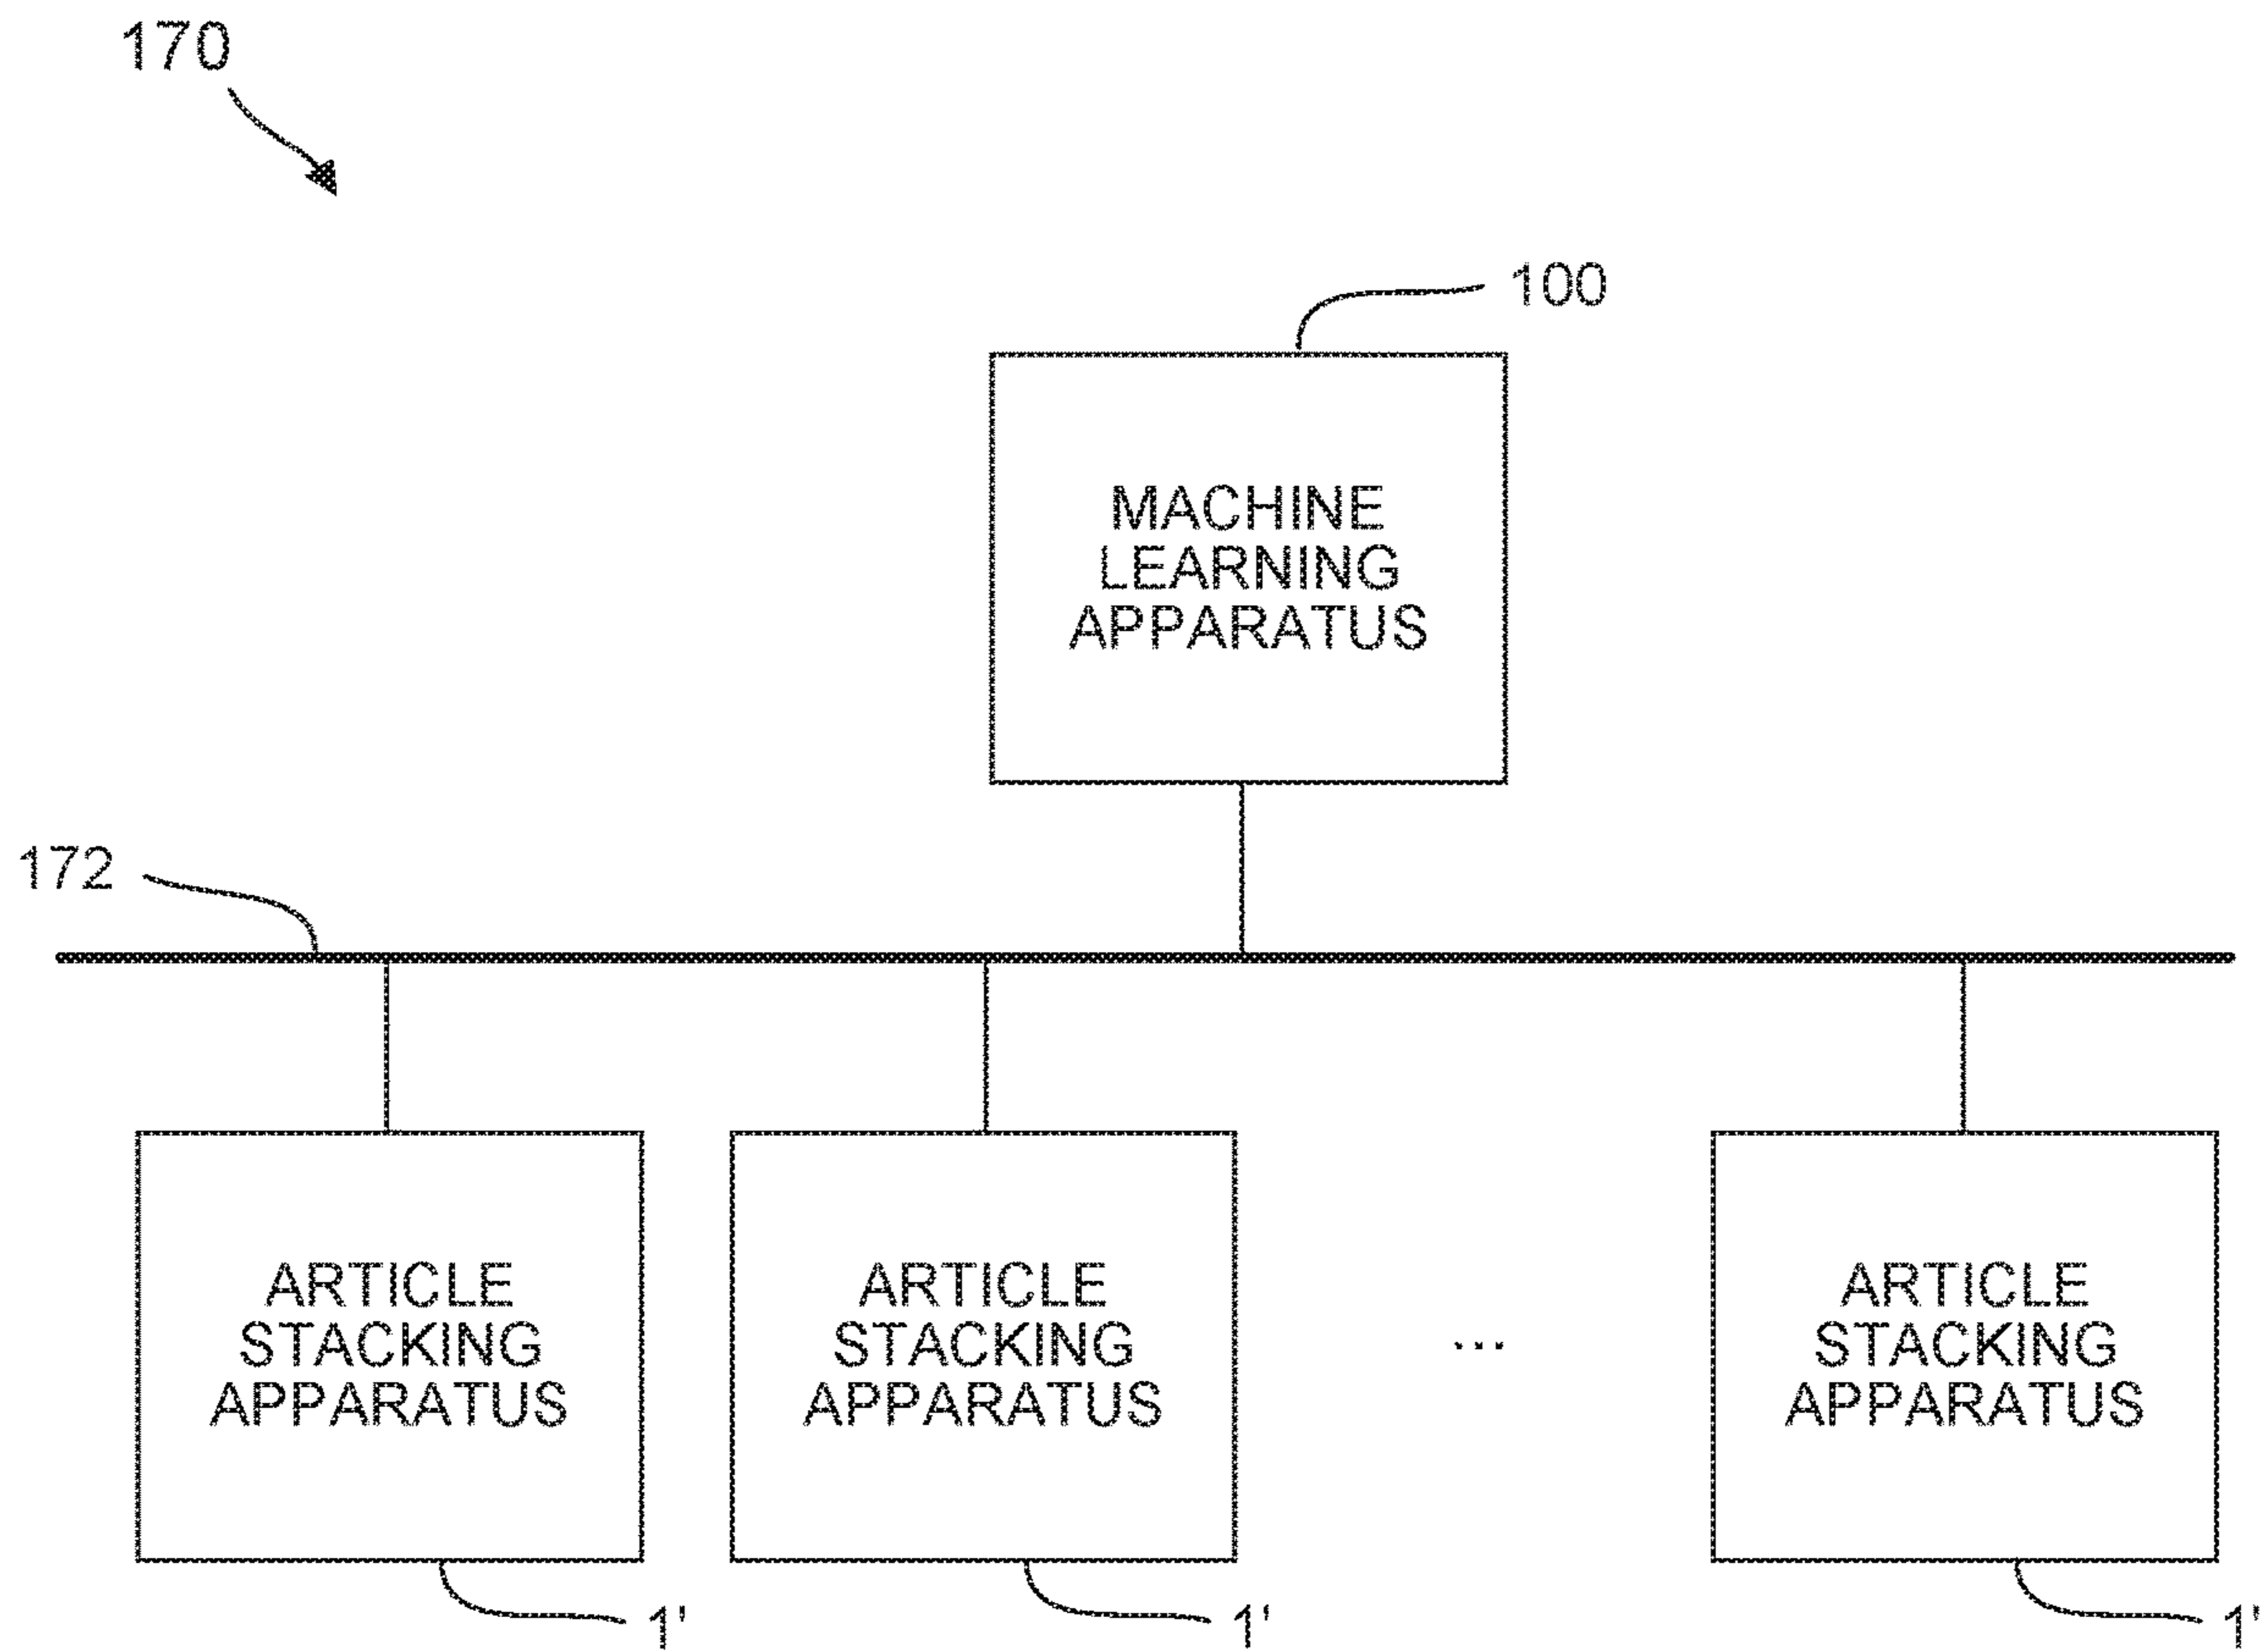 170
100
MACHINE
LEARNING
APPARATUS
172
ARTICLE
STACKING
APPARATUS
ARTICLE
STACKING
APPARATUS
...
ARTICLE
STACKING
APPARATUS
1'
1'
1'